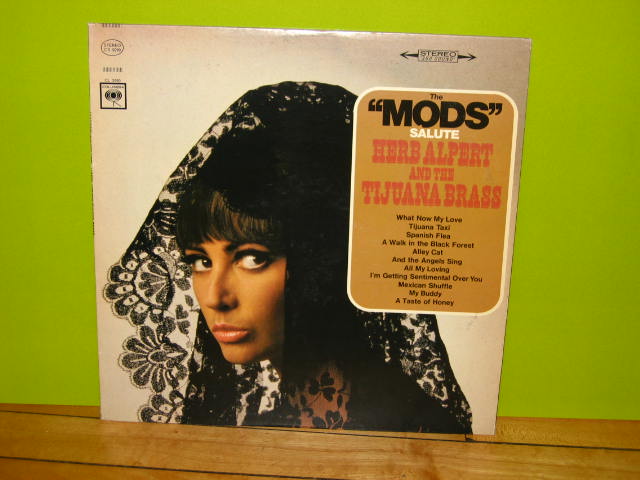 STEREO
STEREO
The
"MODS"
SALUTE
HERB ALPERT
AND THE
TIJUANA BRASS
What Now My Love
Tijuana Taxi
Spanish Flea
A Walk in the Black Forest
Alley Cat
And the Angels Sing
All My Loving
I'm Getting Sentimental Over You
Mexican Shuffle
My Buddy
A Taste of Honey
COLUMBIA